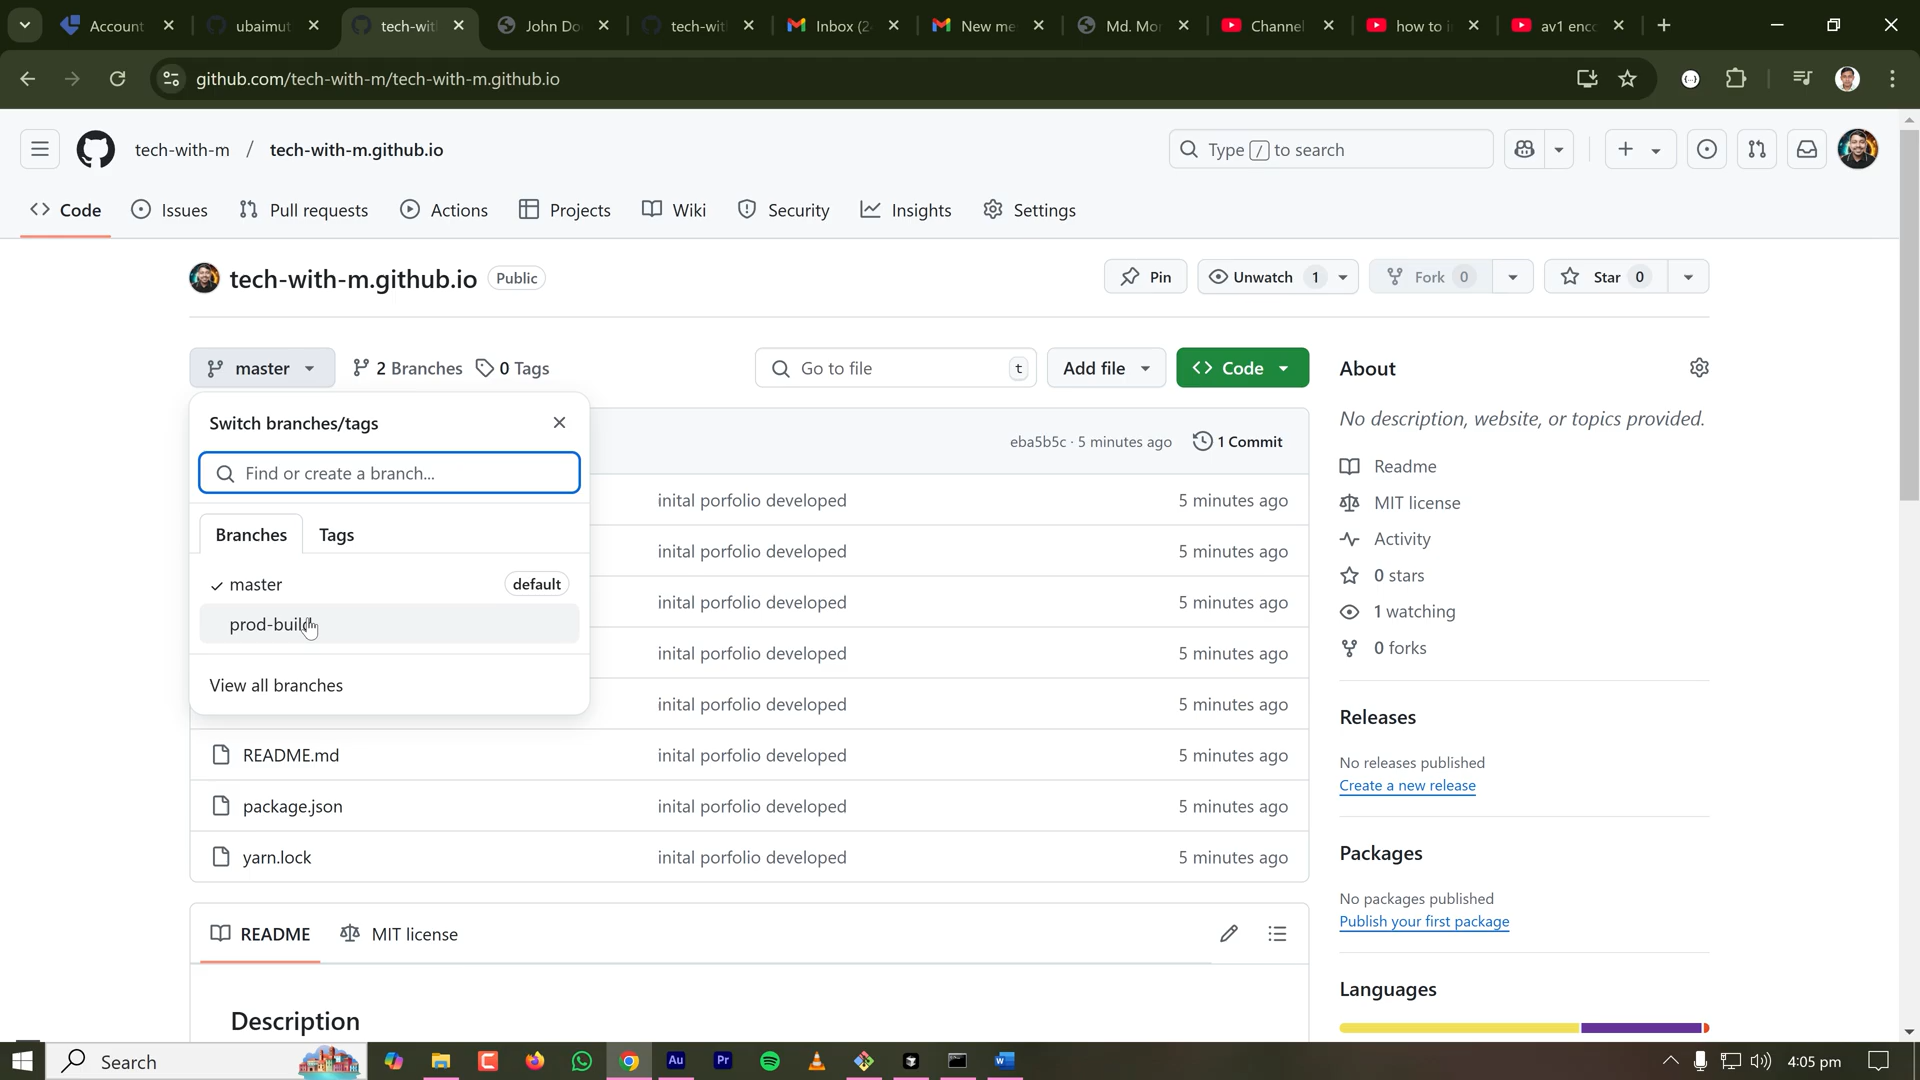 Account
ubaimut
tech-wit
John Do
tech-wit
Inbox (2
New me
Md. Mor
Channel
how to i
av1 enc
github.com/tech-with-m/tech-with-m.github.io
tech-with-m / tech-with-m.github.io
Type / to search
Code
Issues
Pull requests
Actions
Projects
Wiki
Security
Insights
Settings
tech-with-m.github.io Public
Pin
Unwatch 1
Fork 0
Star 0
master
2 Branches
0 Tags
Go to file t
Add file
Code
About
No description, website, or topics provided.
Switch branches/tags
Find or create a branch...
Branches
Tags
master default
prod-build
View all branches
eba5b5c · 5 minutes ago
1 Commit
inital porfolio developed 5 minutes ago
inital porfolio developed 5 minutes ago
inital porfolio developed 5 minutes ago
inital porfolio developed 5 minutes ago
inital porfolio developed 5 minutes ago
README.md inital porfolio developed 5 minutes ago
package.json inital porfolio developed 5 minutes ago
yarn.lock inital porfolio developed 5 minutes ago
Readme
MIT license
Activity
0 stars
1 watching
0 forks
Releases
No releases published
Create a new release
Packages
No packages published
Publish your first package
Languages
README
MIT license
Description
Search
Au
Pr
4:05 pm